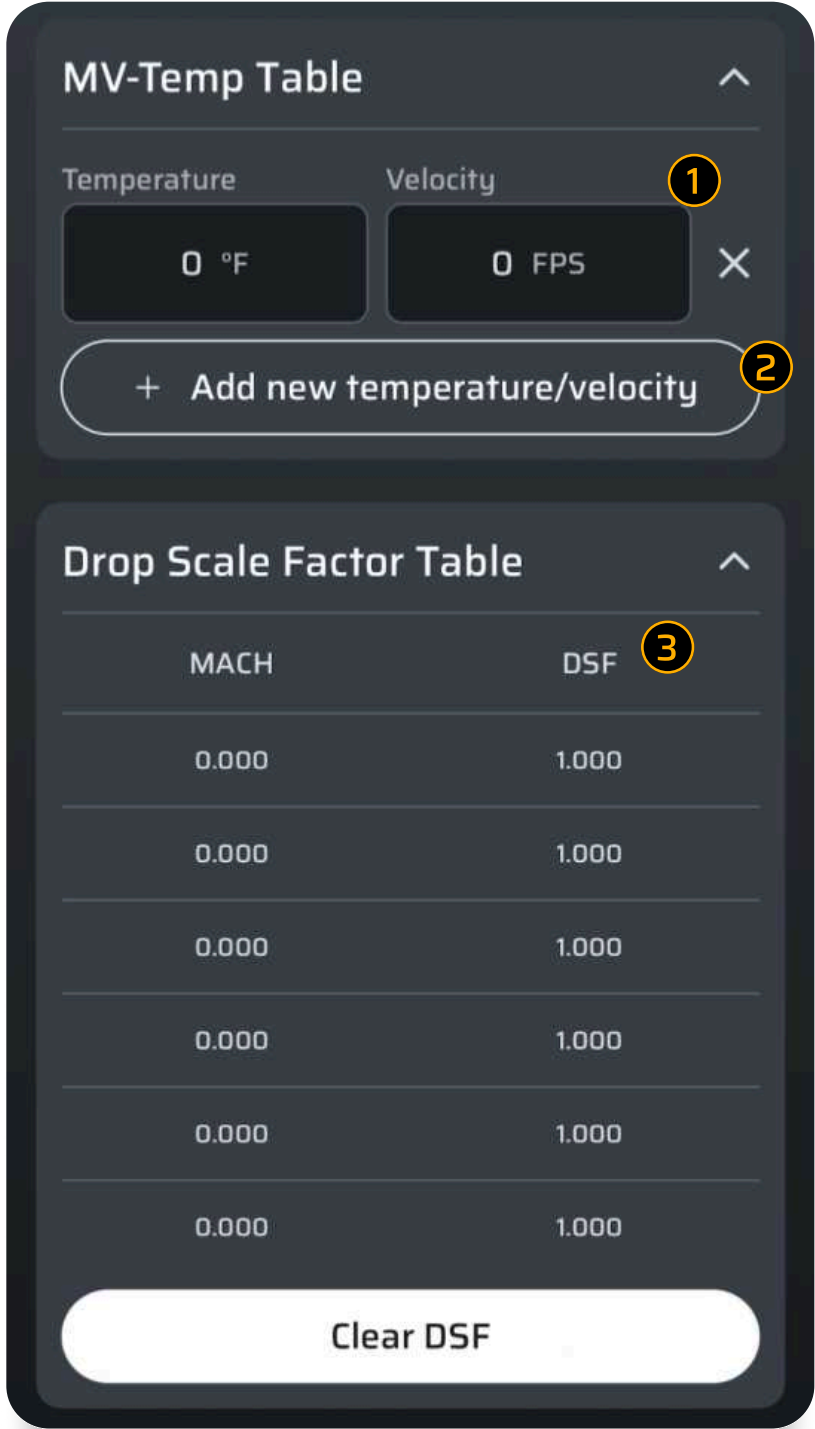 MV-Temp Table
Temperature Velocity 1
0 °F 0 FPS
+ Add new temperature/velocity 2
Drop Scale Factor Table
MACH DSF 3
0.000 1.000
0.000 1.000
0.000 1.000
0.000 1.000
0.000 1.000
0.000 1.000
Clear DSF